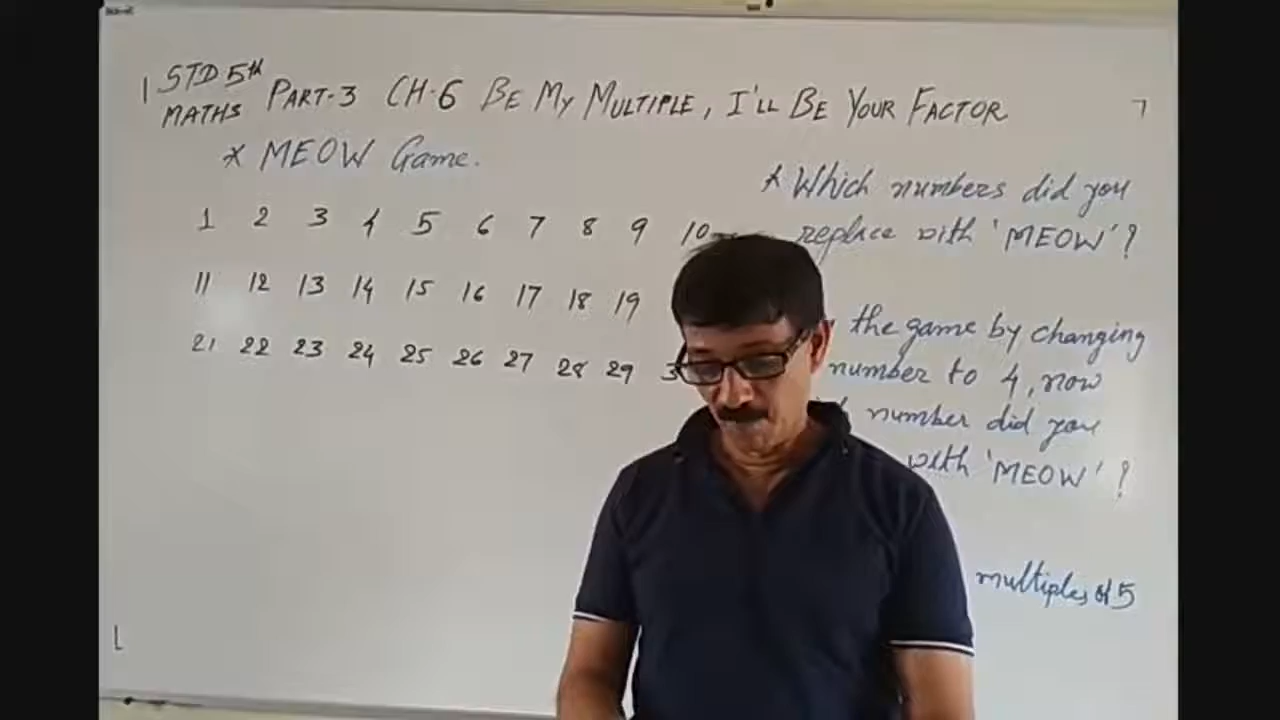 STD 5th
MATHS PART-3 CH-6 BE MY MULTIPLE, I'LL BE YOUR FACTOR
* MEOW Game.
1 2 3 4 5 6 7 8 9 10
11 12 13 14 15 16 17 18 19
21 22 23 24 25 26 27 28 29 3
* Which numbers did you
replace with 'MEOW'?
the game by changing
number to 4, now
number did you
with 'MEOW'?
multiples of 5